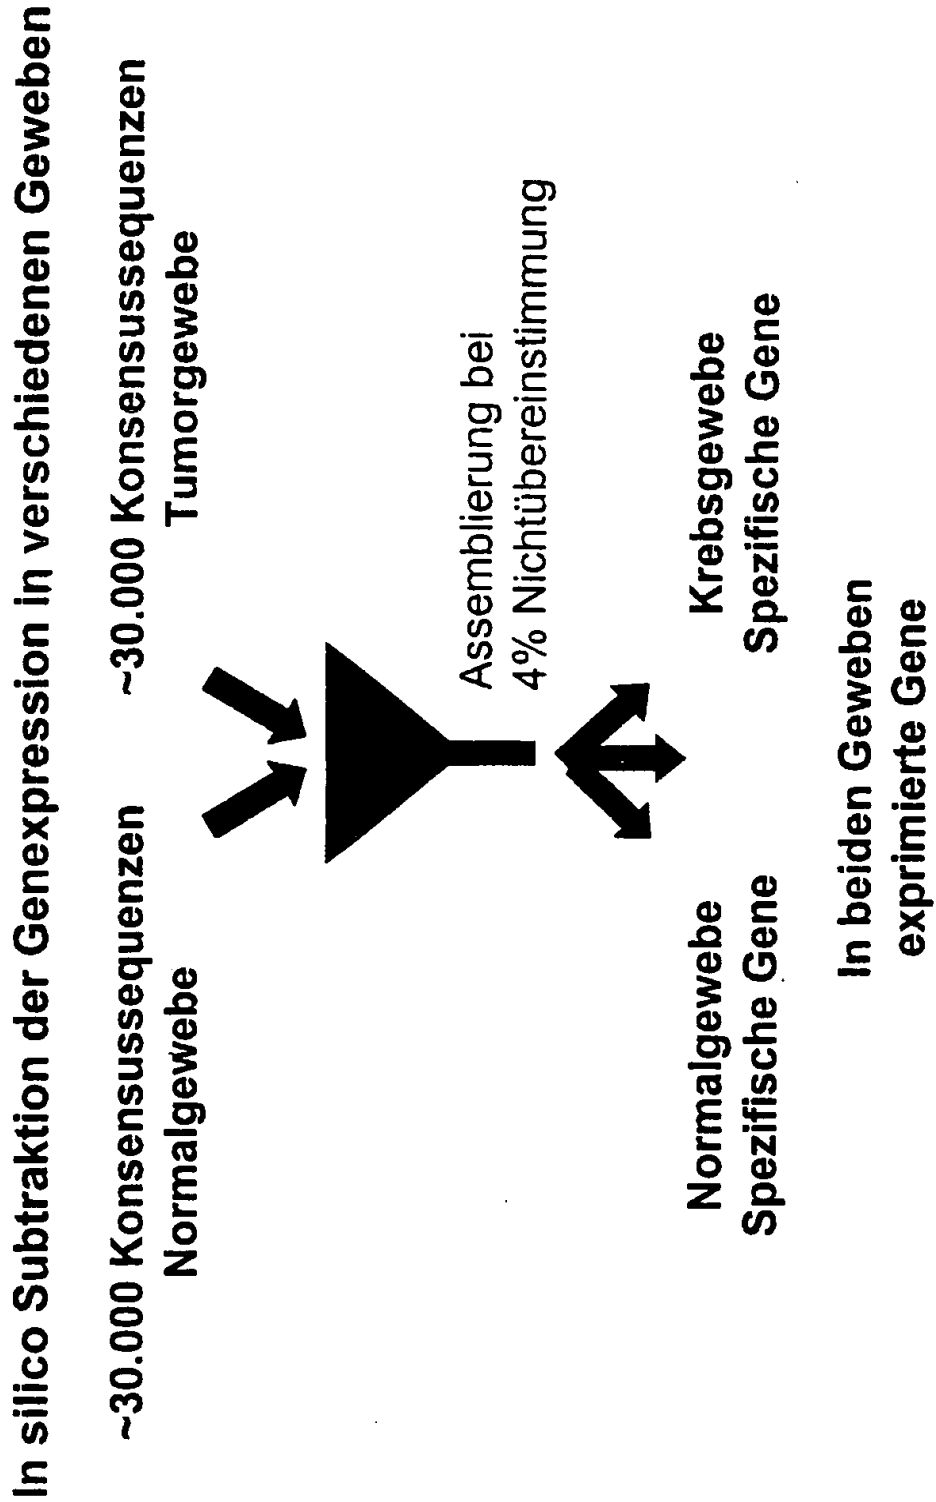 In silico Subtraktion der Genexpression in verschiedenen Geweben
~30.000 Konsensussequenzen
Normalgewebe
~30.000 Konsensussequenzen
Tumorgewebe
Assemblierung bei
4% Nichtübereinstimmung
Normalgewebe
Spezifische Gene
Krebsgewebe
Spezifische Gene
In beiden Geweben
exprimierte Gene